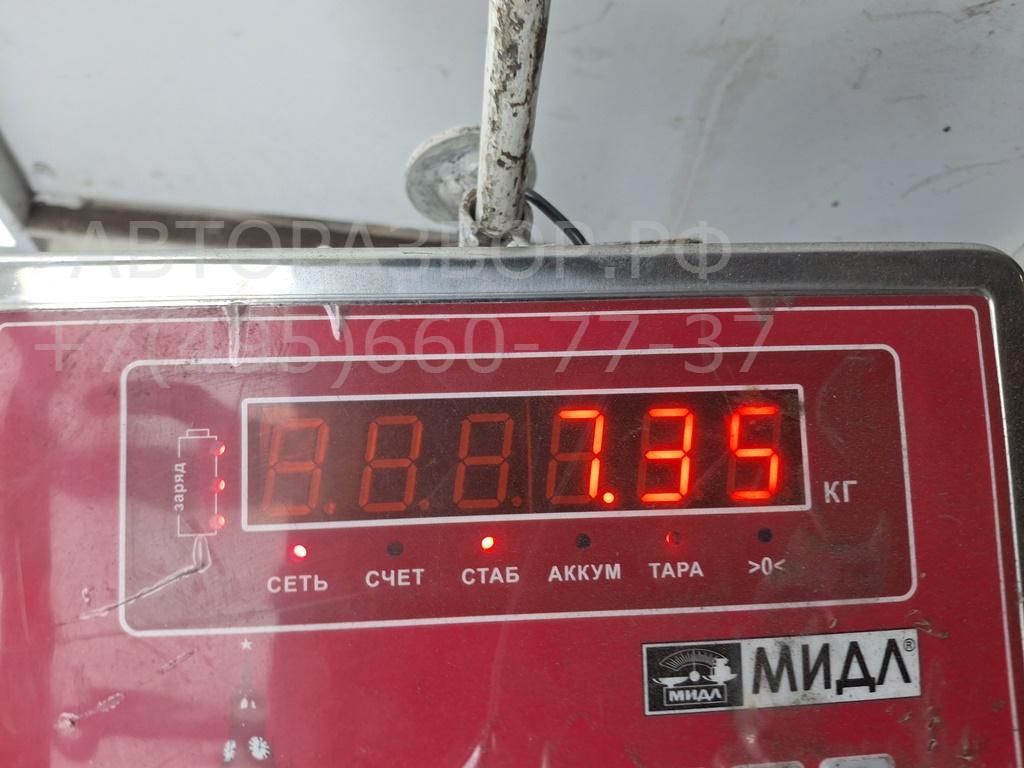 АВТОРАЗБОР.РФ
+7(495)660-77-37
заряд
7.35
КГ
СЕТЬ СЧЕТ СТАБ АККУМ ТАРА >0<
МИДЛ МИДЛ®